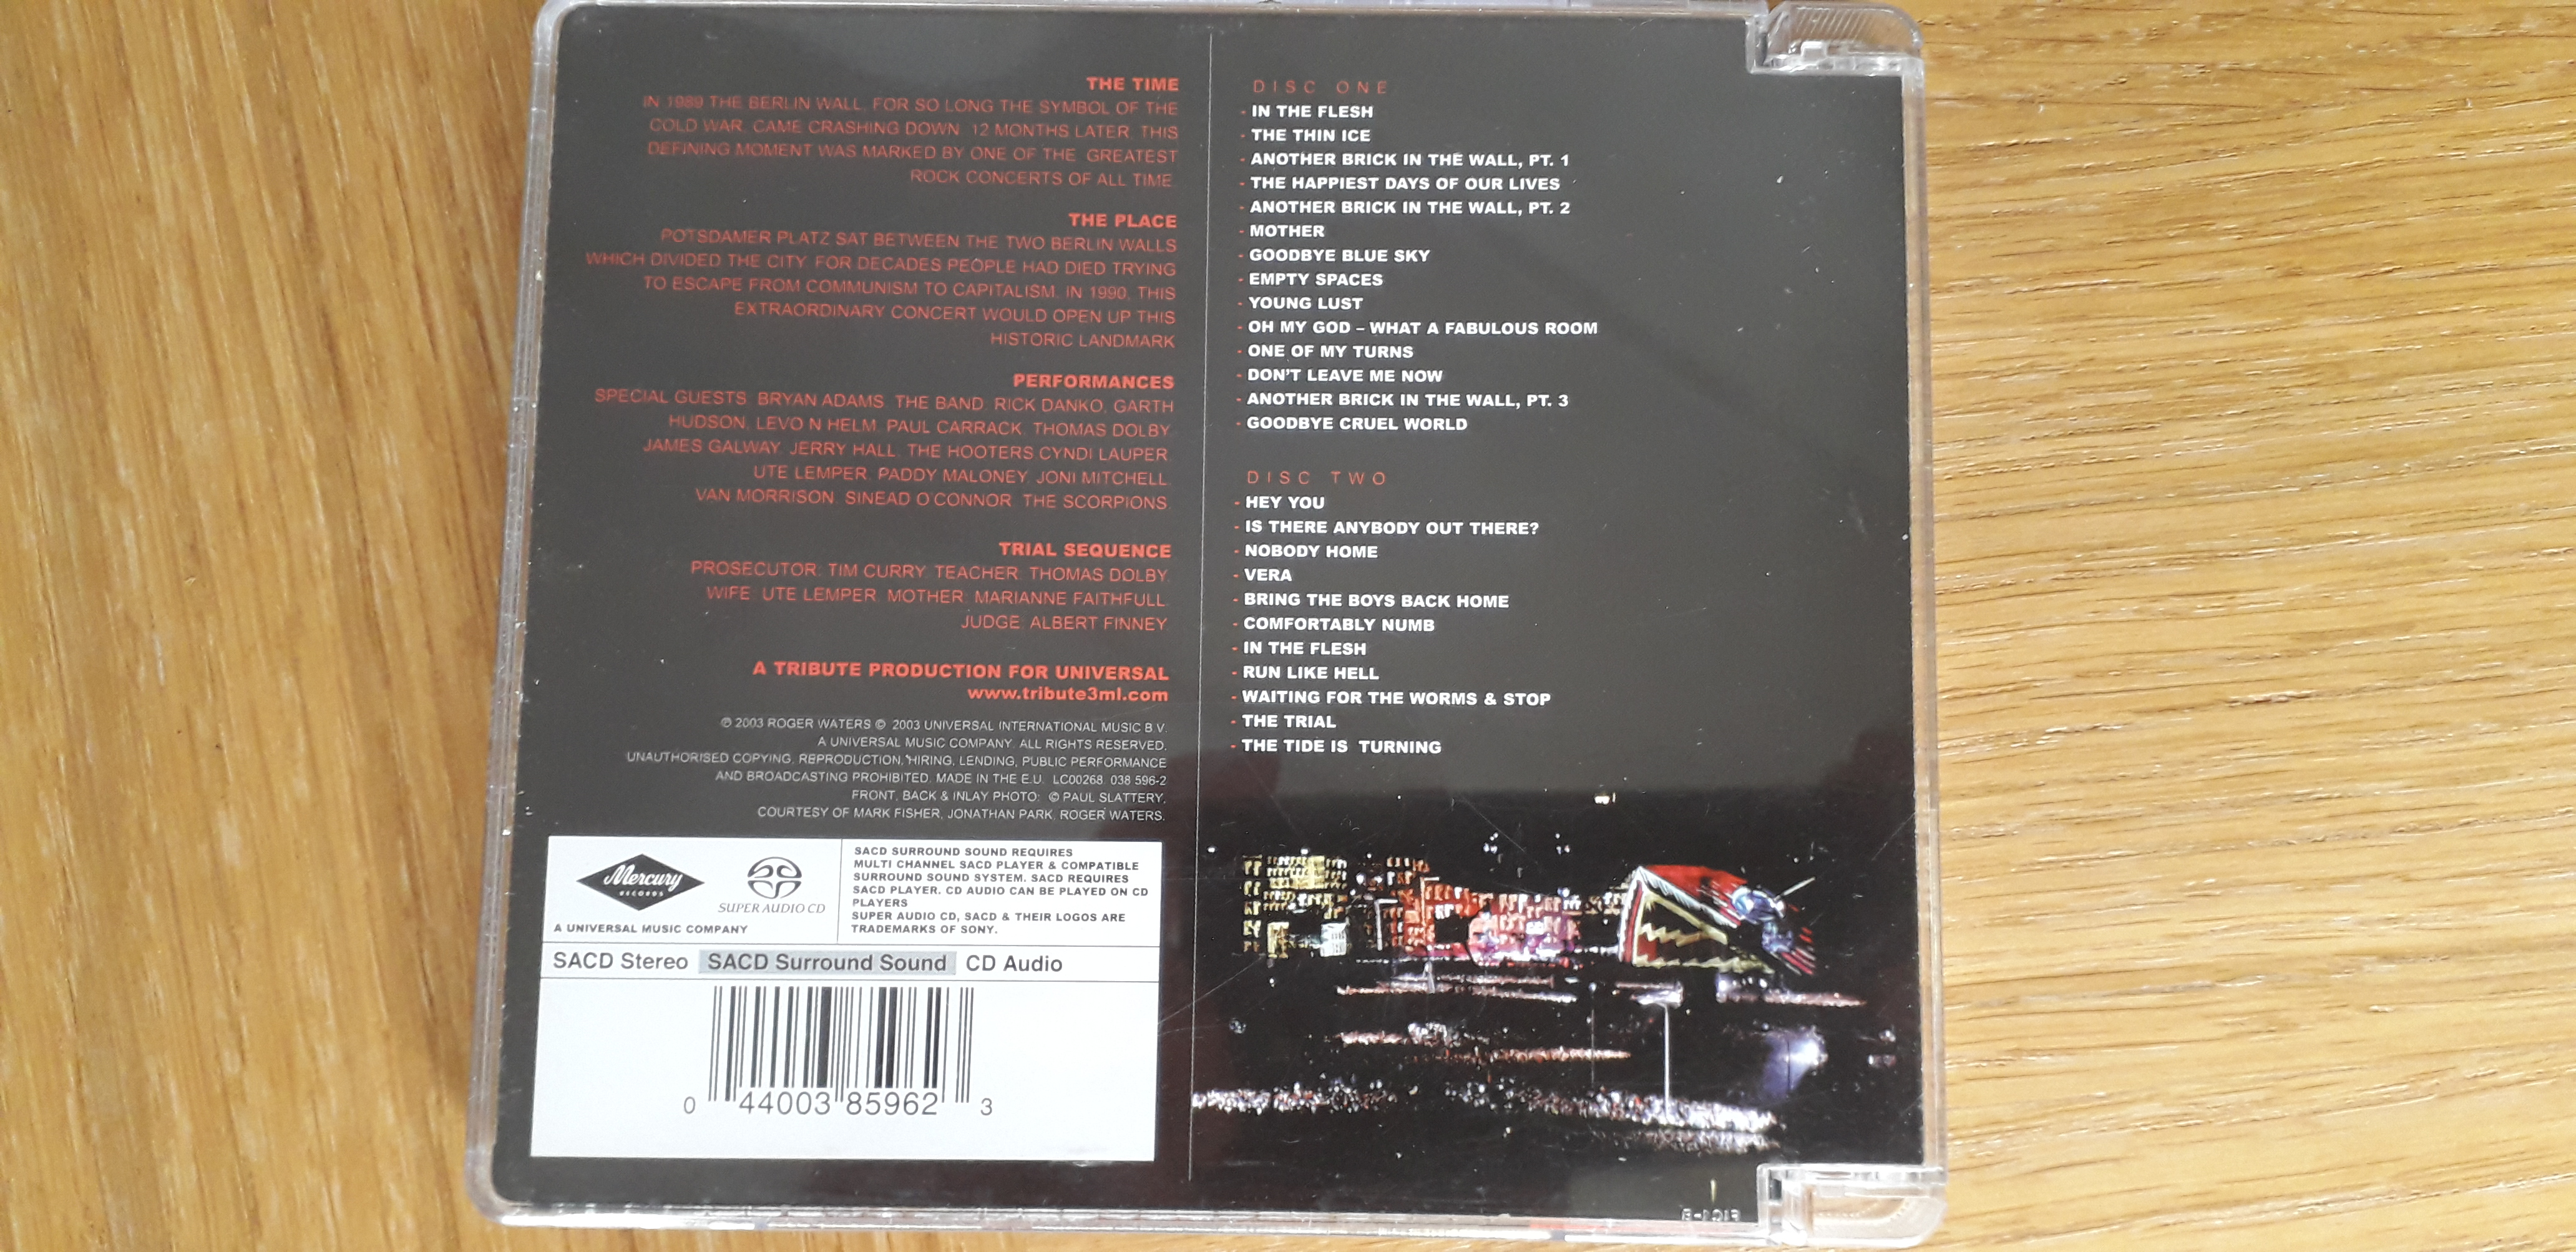 THE TIME
IN 1989 THE BERLIN WALL, FOR SO LONG THE SYMBOL OF THE
COLD WAR, CAME CRASHING DOWN. 12 MONTHS LATER, THIS
DEFINING MOMENT WAS MARKED BY ONE OF THE GREATEST
ROCK CONCERTS OF ALL TIME.
THE PLACE
POTSDAMER PLATZ SAT BETWEEN THE TWO BERLIN WALLS
WHICH DIVIDED THE CITY. FOR DECADES PEOPLE HAD DIED TRYING
TO ESCAPE FROM COMMUNISM TO CAPITALISM. IN 1990, THIS
EXTRAORDINARY CONCERT WOULD OPEN UP THIS
HISTORIC LANDMARK
PERFORMANCES
SPECIAL GUESTS: BRYAN ADAMS. THE BAND: RICK DANKO, GARTH
HUDSON, LEVO N HELM. PAUL CARRACK. THOMAS DOLBY.
JAMES GALWAY. JERRY HALL. THE HOOTERS CYNDI LAUPER.
UTE LEMPER. PADDY MALONEY. JONI MITCHELL.
VAN MORRISON. SINEAD O'CONNOR. THE SCORPIONS.
TRIAL SEQUENCE
PROSECUTOR: TIM CURRY. TEACHER: THOMAS DOLBY.
WIFE: UTE LEMPER. MOTHER: MARIANNE FAITHFULL.
JUDGE: ALBERT FINNEY
A TRIBUTE PRODUCTION FOR UNIVERSAL
www.tribute3ml.com
℗ 2003 ROGER WATERS © 2003 UNIVERSAL INTERNATIONAL MUSIC B.V.
A UNIVERSAL MUSIC COMPANY. ALL RIGHTS RESERVED.
UNAUTHORISED COPYING, REPRODUCTION, HIRING, LENDING, PUBLIC PERFORMANCE
AND BROADCASTING PROHIBITED. MADE IN THE E.U. LC00268. 038 596-2
FRONT, BACK & INLAY PHOTO: © PAUL SLATTERY,
COURTESY OF MARK FISHER, JONATHAN PARK, ROGER WATERS.
Mercury
RECORDS
SUPER AUDIO CD
A UNIVERSAL MUSIC COMPANY
SACD SURROUND SOUND REQUIRES
MULTI CHANNEL SACD PLAYER & COMPATIBLE
SURROUND SOUND SYSTEM. SACD REQUIRES
SACD PLAYER. CD AUDIO CAN BE PLAYED ON CD
PLAYERS
SUPER AUDIO CD, SACD & THEIR LOGOS ARE
TRADEMARKS OF SONY.
SACD Stereo SACD Surround Sound CD Audio
0 44003 85962 3
DISC ONE
- IN THE FLESH
- THE THIN ICE
- ANOTHER BRICK IN THE WALL, PT. 1
- THE HAPPIEST DAYS OF OUR LIVES
- ANOTHER BRICK IN THE WALL, PT. 2
- MOTHER
- GOODBYE BLUE SKY
- EMPTY SPACES
- YOUNG LUST
- OH MY GOD – WHAT A FABULOUS ROOM
- ONE OF MY TURNS
- DON'T LEAVE ME NOW
- ANOTHER BRICK IN THE WALL, PT. 3
- GOODBYE CRUEL WORLD
DISC TWO
- HEY YOU
- IS THERE ANYBODY OUT THERE?
- NOBODY HOME
- VERA
- BRING THE BOYS BACK HOME
- COMFORTABLY NUMB
- IN THE FLESH
- RUN LIKE HELL
- WAITING FOR THE WORMS & STOP
- THE TRIAL
- THE TIDE IS TURNING